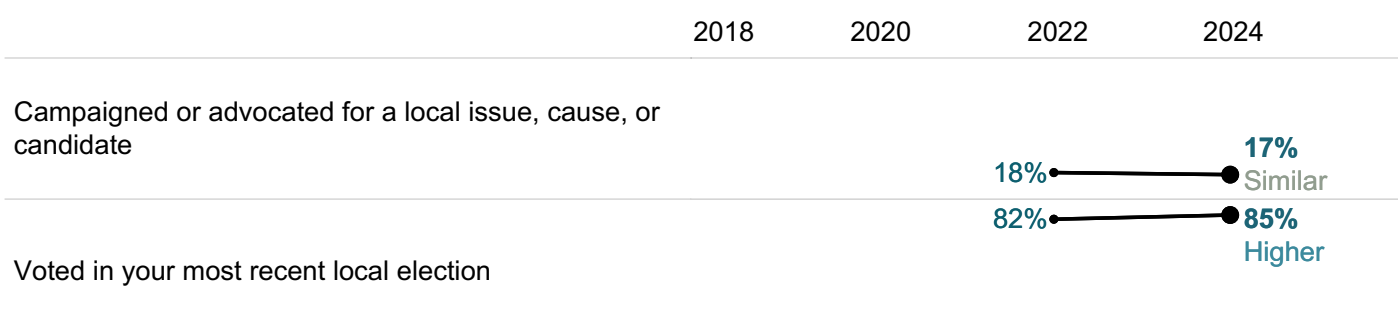 2018 2020 2022 2024
Campaigned or advocated for a local issue, cause, or
candidate
17%
18%
Similar
82% 85%
Higher
Voted in your most recent local election